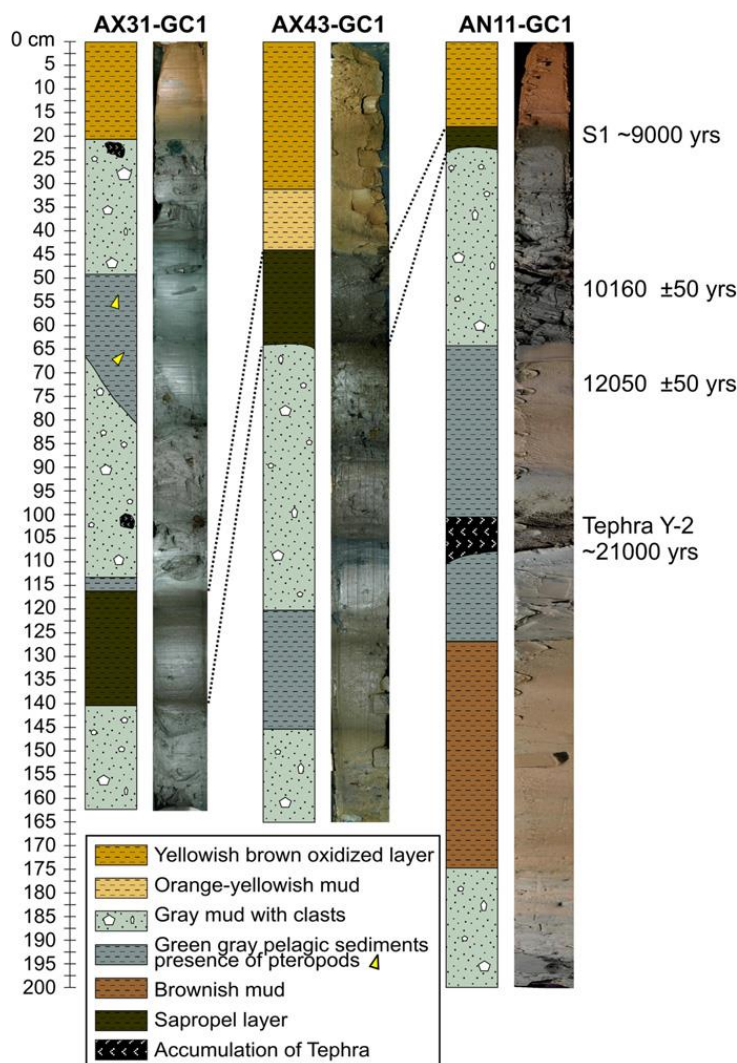 AX31-GC1 AX43-GC1 AN11-GC1
0 cm
5
10
15
20
25
30
35
40
45
50
55
60
65
70
75
80
85
90
95
100
105
110
115
120
125
130
135
140
145
150
155
160
165
170
175
180
185
190
195
200
S1 ~9000 yrs
10160 ±50 yrs
12050 ±50 yrs
Tephra Y-2
~21000 yrs
Yellowish brown oxidized layer
Orange-yellowish mud
Gray mud with clasts
Green gray pelagic sediments
presence of pteropods
Brownish mud
Sapropel layer
Accumulation of Tephra